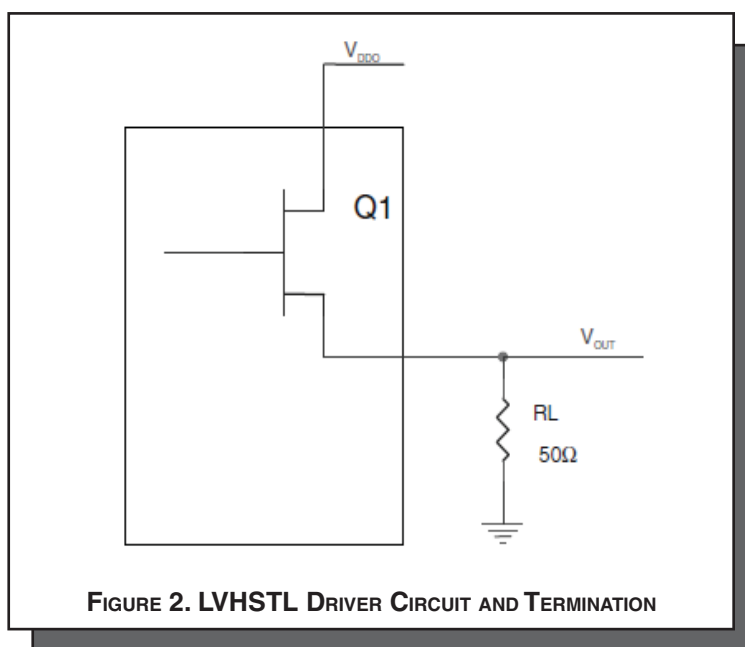 VDDO
Q1
VOUT
RL
50Ω
FIGURE 2. LVHSTL DRIVER CIRCUIT AND TERMINATION